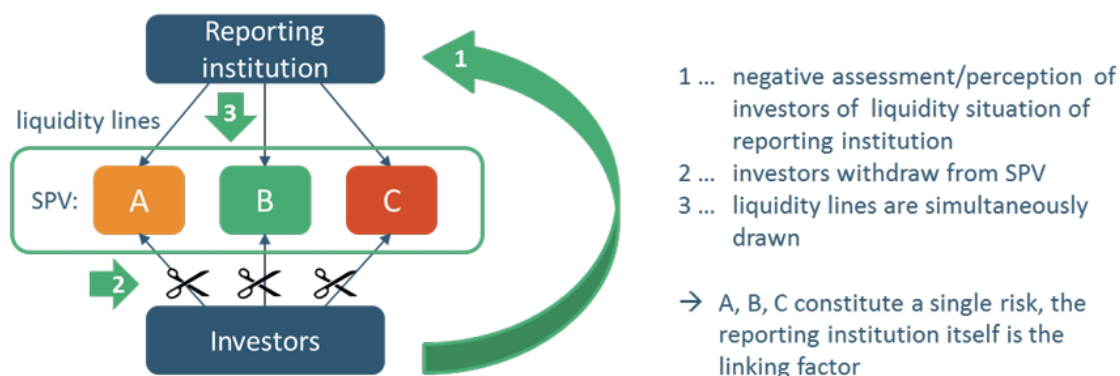 Reporting
institution
1
3
liquidity lines
SPV:
A
B
C
2
Investors
1 ... negative assessment/perception of
investors of liquidity situation of
reporting institution
2 ... investors withdraw from SPV
3 ... liquidity lines are simultaneously
drawn
→ A, B, C constitute a single risk, the
reporting institution itself is the
linking factor